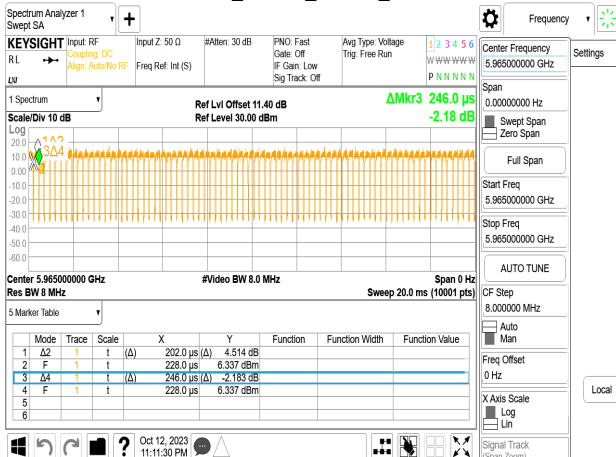 Spectrum Analyzer 1
Swept SA
Frequency
KEYSIGHT
RL
LXI
Input: RF
Coupling: DC
Align: Auto/No RF
Input Z: 50 Ω
Freq Ref: Int (S)
#Atten: 30 dB
PNO: Fast
Gate: Off
IF Gain: Low
Sig Track: Off
Avg Type: Voltage
Trig: Free Run
1 2 3 4 5 6
W W W W W W
P N N N N N
Settings
Center Frequency
5.965000000 GHz
Span
0.00000000 Hz
Swept Span
Zero Span
Full Span
Start Freq
5.965000000 GHz
Stop Freq
5.965000000 GHz
AUTO TUNE
CF Step
8.000000 MHz
Auto
Man
Freq Offset
0 Hz
X Axis Scale
Log
Lin
Signal Track
(Span Zoom)
Local
1 Spectrum
Scale/Div 10 dB
Ref Lvl Offset 11.40 dB
Ref Level 30.00 dBm
ΔMkr3 246.0 µs
-2.18 dB
Log
1Δ2
3Δ4
20.0
10.0
0.00
-10.0
-20.0
-30.0
-40.0
-50.0
-60.0
Center 5.965000000 GHz
#Video BW 8.0 MHz
Span 0 Hz
Res BW 8 MHz
Sweep 20.0 ms (10001 pts)
5 Marker Table
Mode Trace Scale X Y Function Function Width Function Value
1 Δ2 1 t (Δ) 202.0 µs (Δ) 4.514 dB
2 F 1 t 228.0 µs 6.337 dBm
3 Δ4 1 t (Δ) 246.0 µs (Δ) -2.183 dB
4 F 1 t 228.0 µs 6.337 dBm
5
6
Oct 12, 2023
11:11:30 PM